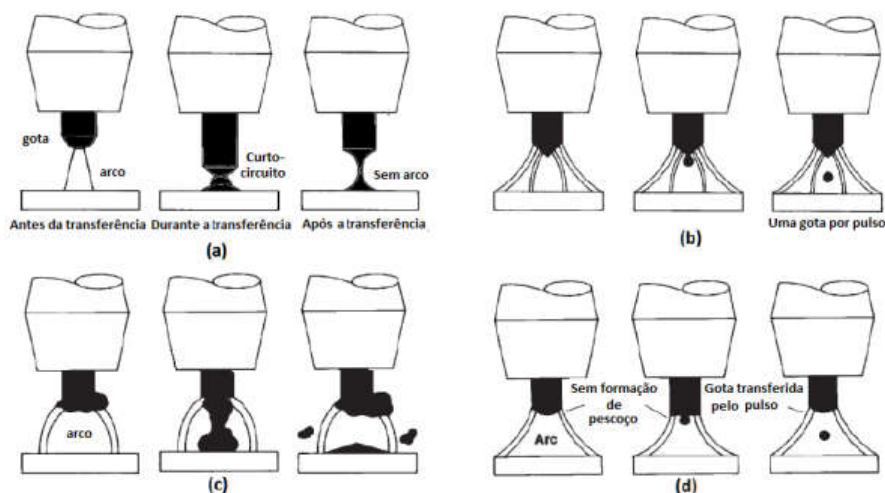 gota
arco
Curto-
circuito
Sem arco
Antes da transferência
Durante a transferência
Após a transferência
(a)
Uma gota por pulso
(b)
arco
(c)
Arc
Sem formação
de
pescoço
Gota transferida
pelo pulso
(d)